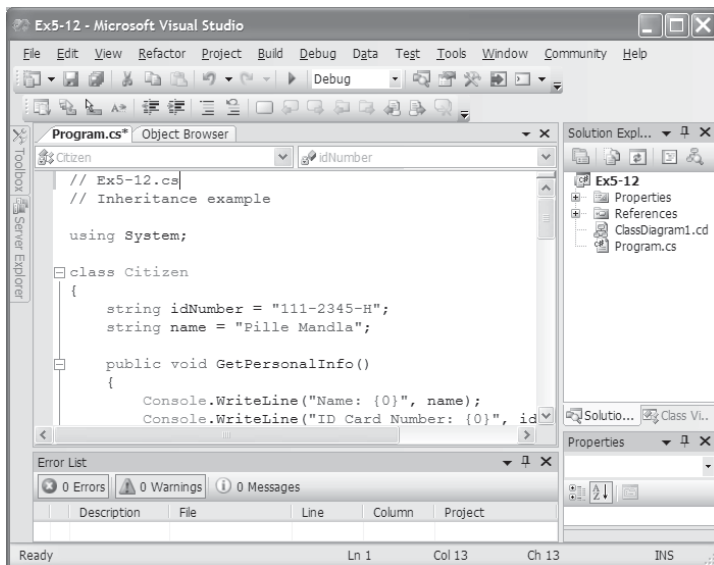 Ex5-12 - Microsoft Visual Studio
File Edit View Refactor Project Build Debug Data Test Tools Window Community Help
Debug
Program.cs* Object Browser
Citizen idNumber
// Ex5-12.cs
// Inheritance example
using System;
class Citizen
{
string idNumber = "111-2345-H";
string name = "Pille Mandla";
public void GetPersonalInfo()
{
Console.WriteLine("Name: {0}", name);
Console.WriteLine("ID Card Number: {0}", id
Toolbox
Server Explorer
Solution Expl...
Ex5-12
Properties
References
ClassDiagram1.cd
Program.cs
Solutio... Class Vi...
Properties
Error List
0 Errors 0 Warnings 0 Messages
Description File Line Column Project
Ready Ln 1 Col 13 Ch 13 INS